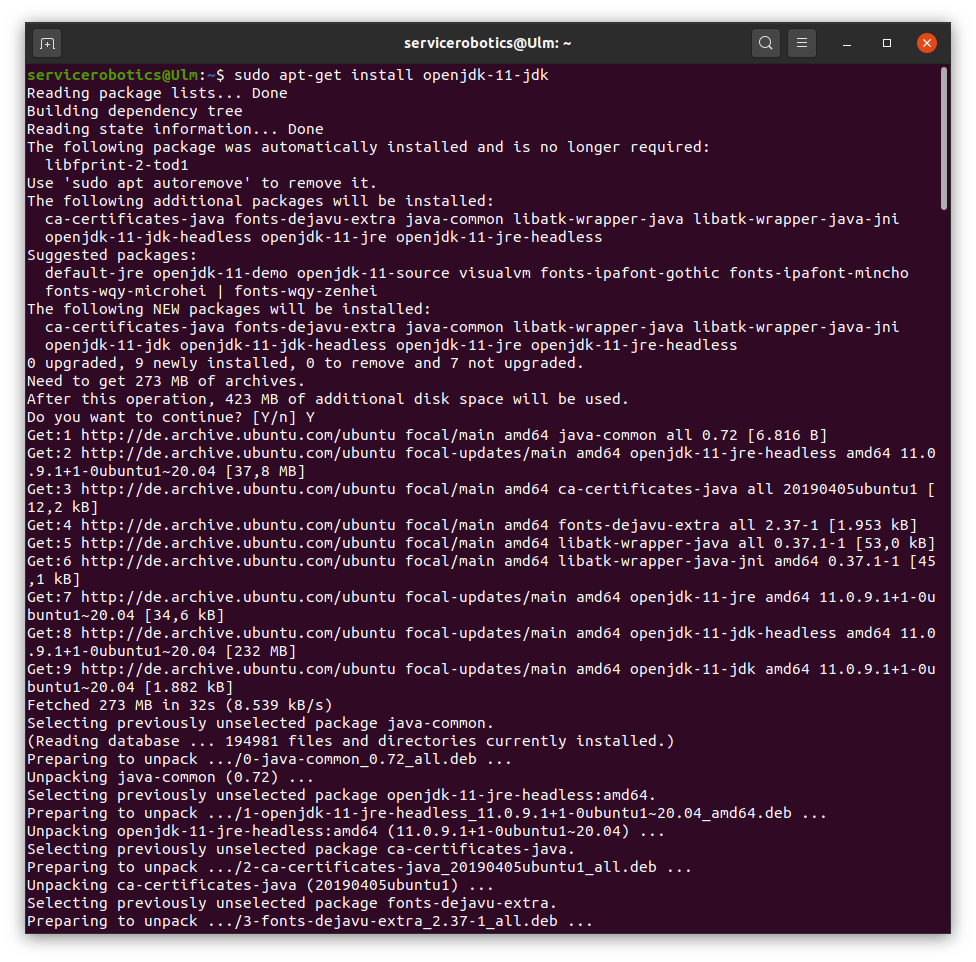 servicerobotics@Ulm: ~
servicerobotics@Ulm:~$ sudo apt-get install openjdk-11-jdk
Reading package lists... Done
Building dependency tree
Reading state information... Done
The following package was automatically installed and is no longer required:
  libfprint-2-tod1
Use 'sudo apt autoremove' to remove it.
The following additional packages will be installed:
  ca-certificates-java fonts-dejavu-extra java-common libatk-wrapper-java libatk-wrapper-java-jni
  openjdk-11-jdk-headless openjdk-11-jre openjdk-11-jre-headless
Suggested packages:
  default-jre openjdk-11-demo openjdk-11-source visualvm fonts-ipafont-gothic fonts-ipafont-mincho
  fonts-wqy-microhei | fonts-wqy-zenhei
The following NEW packages will be installed:
  ca-certificates-java fonts-dejavu-extra java-common libatk-wrapper-java libatk-wrapper-java-jni
  openjdk-11-jdk openjdk-11-jdk-headless openjdk-11-jre openjdk-11-jre-headless
0 upgraded, 9 newly installed, 0 to remove and 7 not upgraded.
Need to get 273 MB of archives.
After this operation, 423 MB of additional disk space will be used.
Do you want to continue? [Y/n] Y
Get:1 http://de.archive.ubuntu.com/ubuntu focal/main amd64 java-common all 0.72 [6.816 B]
Get:2 http://de.archive.ubuntu.com/ubuntu focal-updates/main amd64 openjdk-11-jre-headless amd64 11.0
.9.1+1-0ubuntu1~20.04 [37,8 MB]
Get:3 http://de.archive.ubuntu.com/ubuntu focal/main amd64 ca-certificates-java all 20190405ubuntu1 [
12,2 kB]
Get:4 http://de.archive.ubuntu.com/ubuntu focal/main amd64 fonts-dejavu-extra all 2.37-1 [1.953 kB]
Get:5 http://de.archive.ubuntu.com/ubuntu focal/main amd64 libatk-wrapper-java all 0.37.1-1 [53,0 kB]
Get:6 http://de.archive.ubuntu.com/ubuntu focal/main amd64 libatk-wrapper-java-jni amd64 0.37.1-1 [45
,1 kB]
Get:7 http://de.archive.ubuntu.com/ubuntu focal-updates/main amd64 openjdk-11-jre amd64 11.0.9.1+1-0u
buntu1~20.04 [34,6 kB]
Get:8 http://de.archive.ubuntu.com/ubuntu focal-updates/main amd64 openjdk-11-jdk-headless amd64 11.0
.9.1+1-0ubuntu1~20.04 [232 MB]
Get:9 http://de.archive.ubuntu.com/ubuntu focal-updates/main amd64 openjdk-11-jdk amd64 11.0.9.1+1-0u
buntu1~20.04 [1.882 kB]
Fetched 273 MB in 32s (8.539 kB/s)
Selecting previously unselected package java-common.
(Reading database ... 194981 files and directories currently installed.)
Preparing to unpack .../0-java-common_0.72_all.deb ...
Unpacking java-common (0.72) ...
Selecting previously unselected package openjdk-11-jre-headless:amd64.
Preparing to unpack .../1-openjdk-11-jre-headless_11.0.9.1+1-0ubuntu1~20.04_amd64.deb ...
Unpacking openjdk-11-jre-headless:amd64 (11.0.9.1+1-0ubuntu1~20.04) ...
Selecting previously unselected package ca-certificates-java.
Preparing to unpack .../2-ca-certificates-java_20190405ubuntu1_all.deb ...
Unpacking ca-certificates-java (20190405ubuntu1) ...
Selecting previously unselected package fonts-dejavu-extra.
Preparing to unpack .../3-fonts-dejavu-extra_2.37-1_all.deb ...